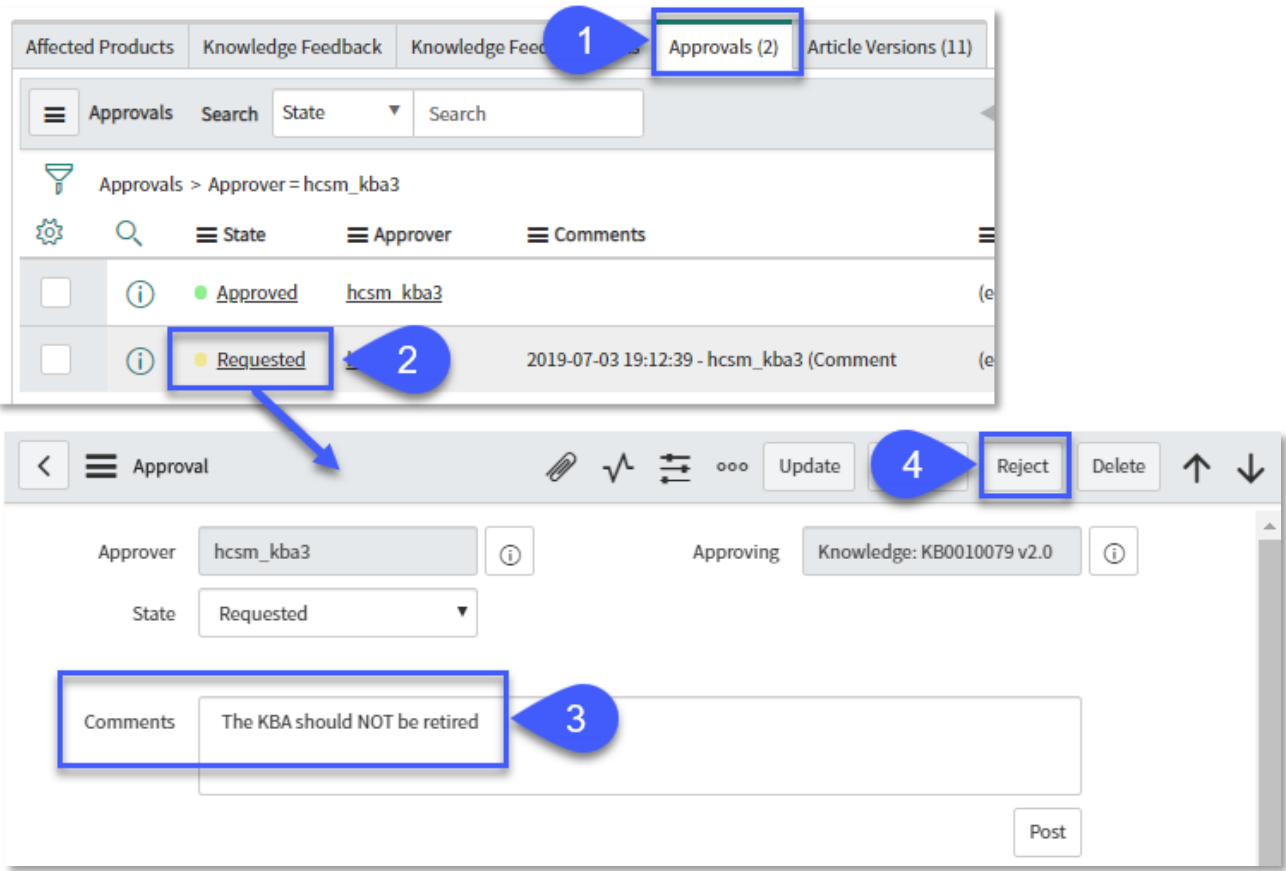 Affected Products Knowledge Feedback Knowledge 1 Approvals (2) Article Versions (11)
Approvals Search State Search
Approvals > Approver = hcsm_kba3
State Approver Comments
Approved hcsm_kba3 (e
Requested 2 2019-07-03 19:12:39 - hcsm_kba3 (Comment (e
Approval Update 4 Reject Delete
Approver hcsm_kba3 Approving Knowledge: KB0010079 v2.0
State Requested
Comments The KBA should NOT be retired 3
Post